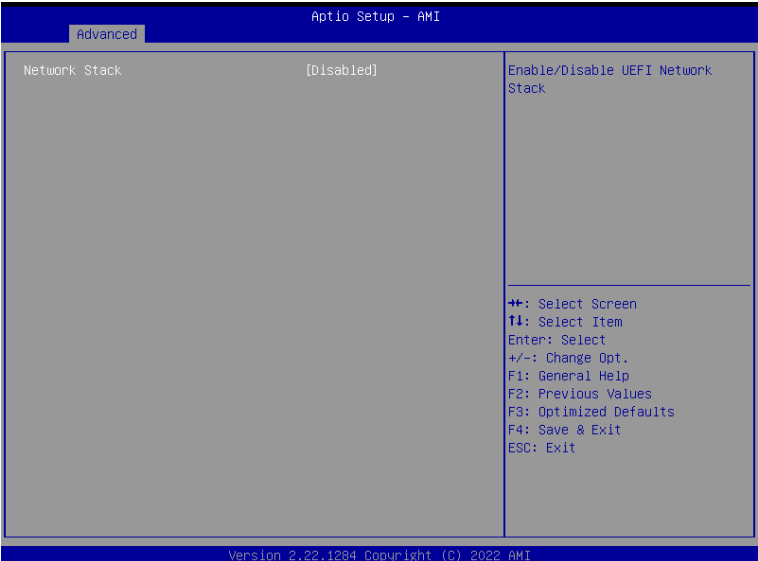 Aptio Setup – AMI
Advanced
Network Stack [Disabled]
Enable/Disable UEFI Network
Stack
→←: Select Screen
↑↓: Select Item
Enter: Select
+/-: Change Opt.
F1: General Help
F2: Previous Values
F3: Optimized Defaults
F4: Save & Exit
ESC: Exit
Version 2.22.1284 Copyright (C) 2022 AMI